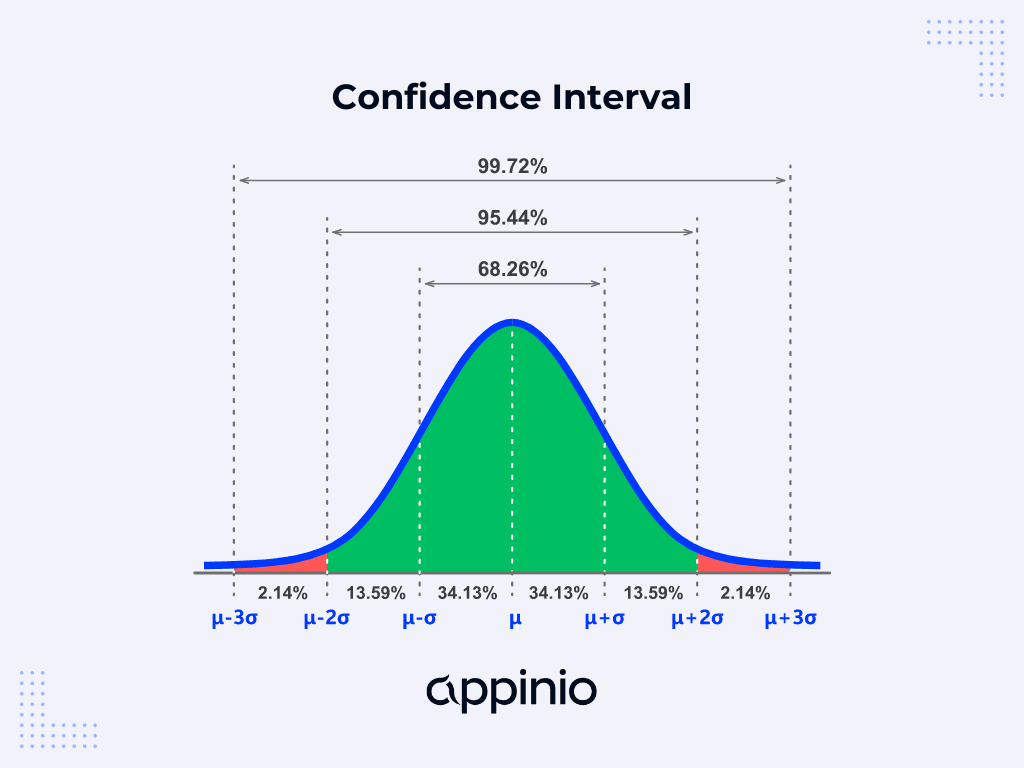 Confidence Interval
99.72%
95.44%
68.26%
2.14% 13.59% 34.13% 34.13% 13.59% 2.14%
μ-3σ μ-2σ μ-σ μ μ+σ μ+2σ μ+3σ
appinio